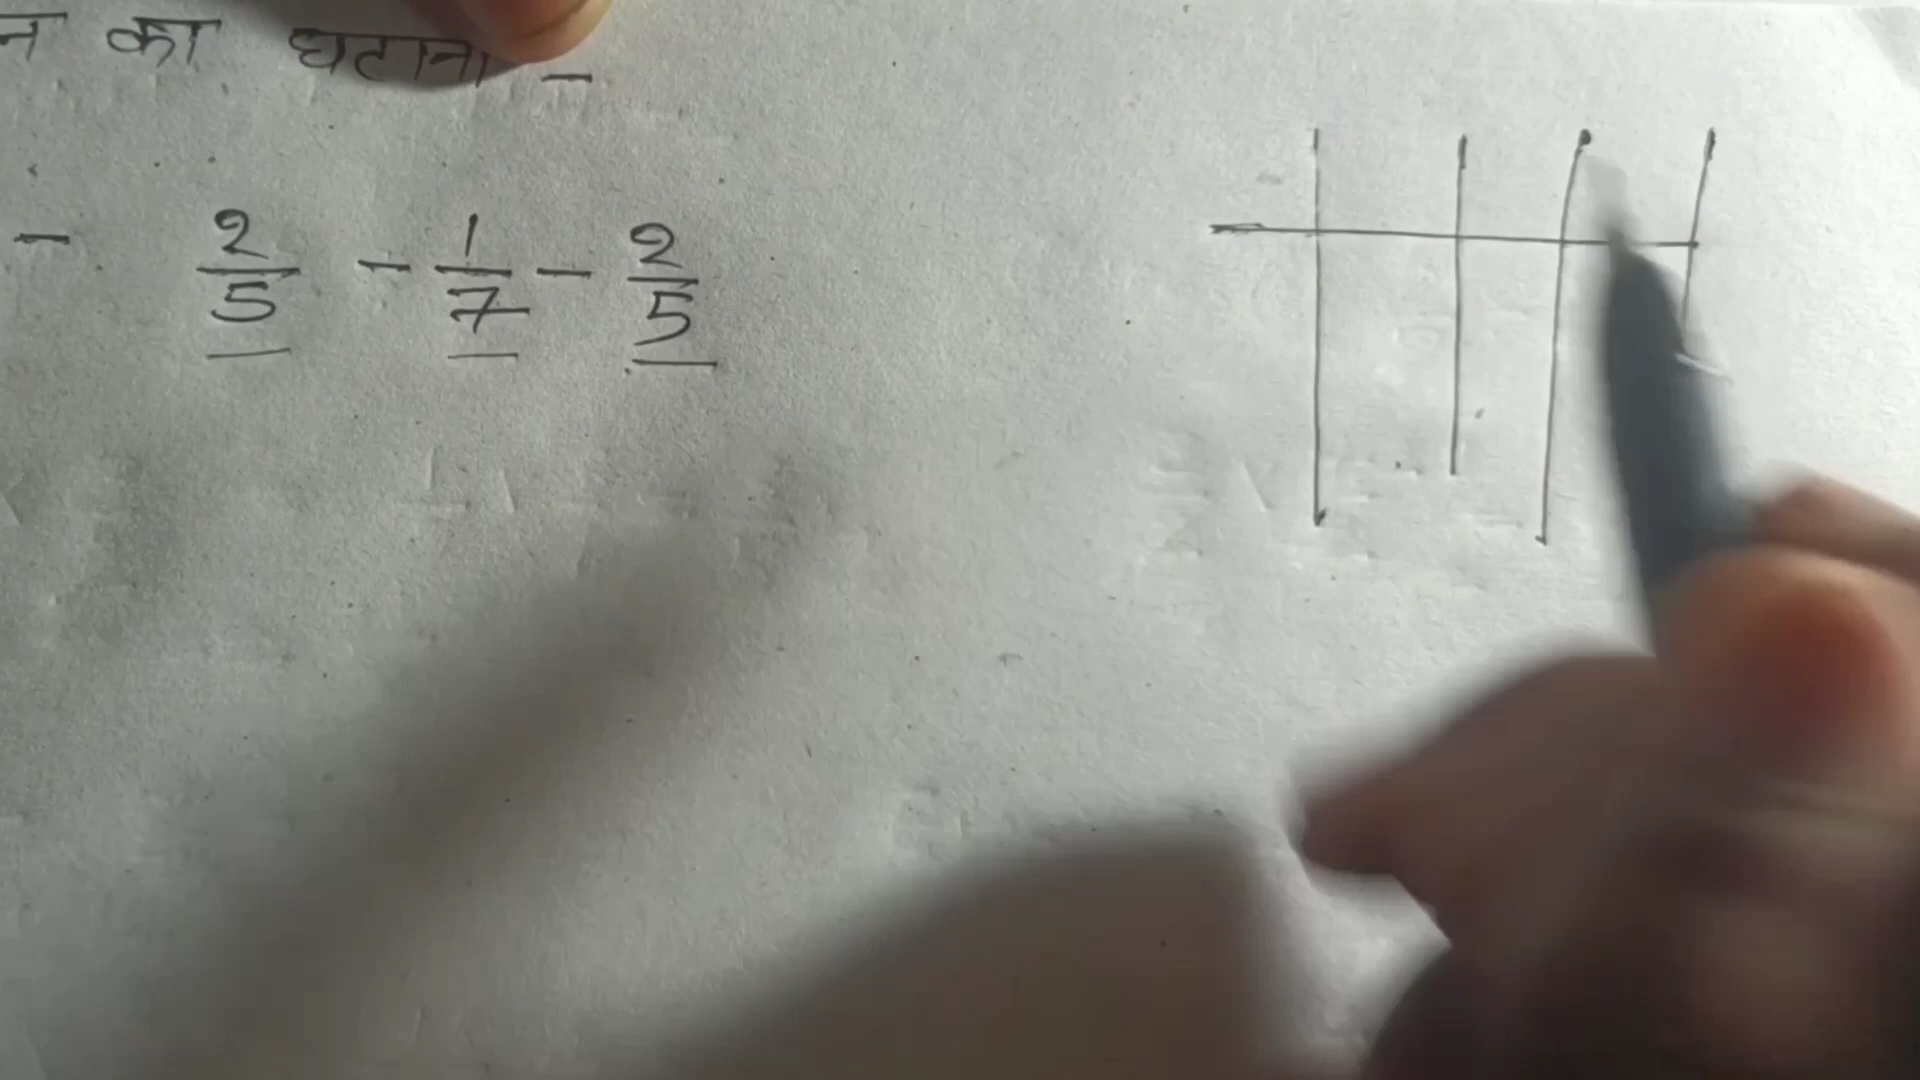 का घटाना -
- 2/5 - 1/7 - 2/5